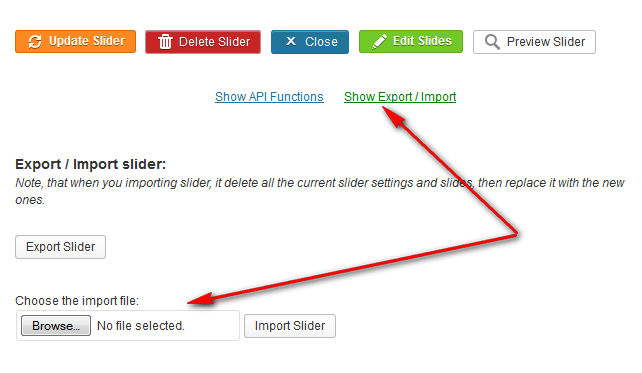 Update Slider Delete Slider Close Edit Slides Preview Slider
Show API Functions Show Export / Import
Export / Import slider:
Note, that when you importing slider, it delete all the current slider settings and slides, then replace it with the new
ones.
Export Slider
Choose the import file:
Browse... No file selected. Import Slider